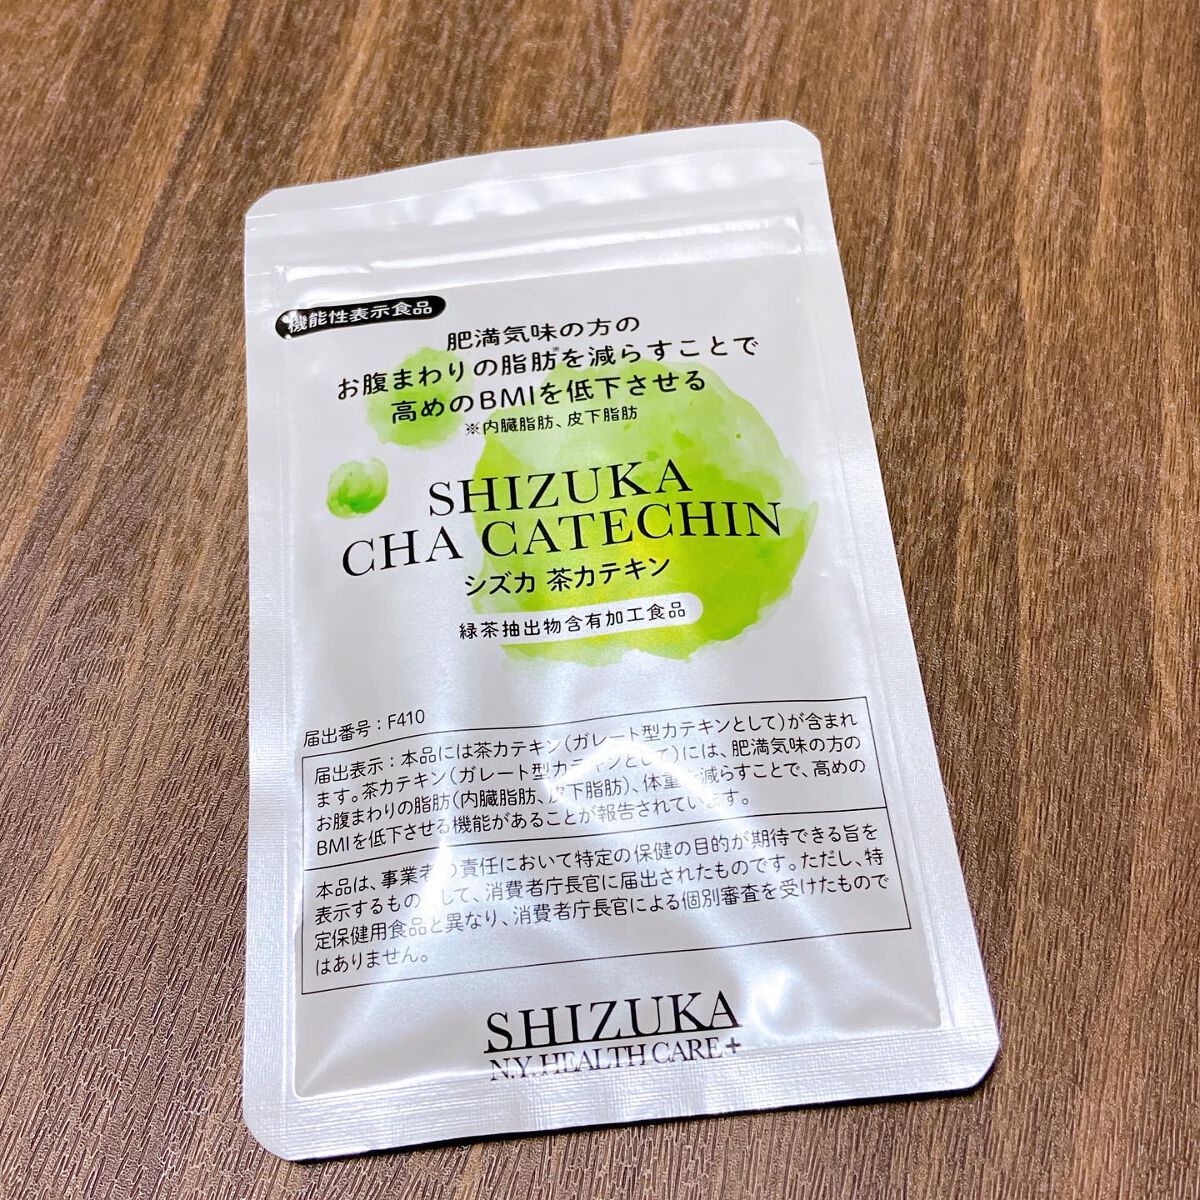 機能性表示食品
肥満気味の方の
お腹まわりの脂肪※を減らすことで
高めのBMIを低下させる
※内臓脂肪、皮下脂肪
SHIZUKA
CHA CATECHIN
シズカ 茶カテキン
緑茶抽出物含有加工食品
届出番号：F410
届出表示：本品には茶カテキン（ガレート型カテキンとして）が含まれ
ます。茶カテキン（ガレート型カテキンとして）には、肥満気味の方の
お腹まわりの脂肪（内臓脂肪、皮下脂肪）、体重を減らすことで、高めの
BMIを低下させる機能があることが報告されています。
本品は、事業者の責任において特定の保健の目的が期待できる旨を
表示するものとして、消費者庁長官に届出されたものです。ただし、特
定保健用食品と異なり、消費者庁長官による個別審査を受けたもので
はありません。
SHIZUKA
N.Y. HEALTH CARE+